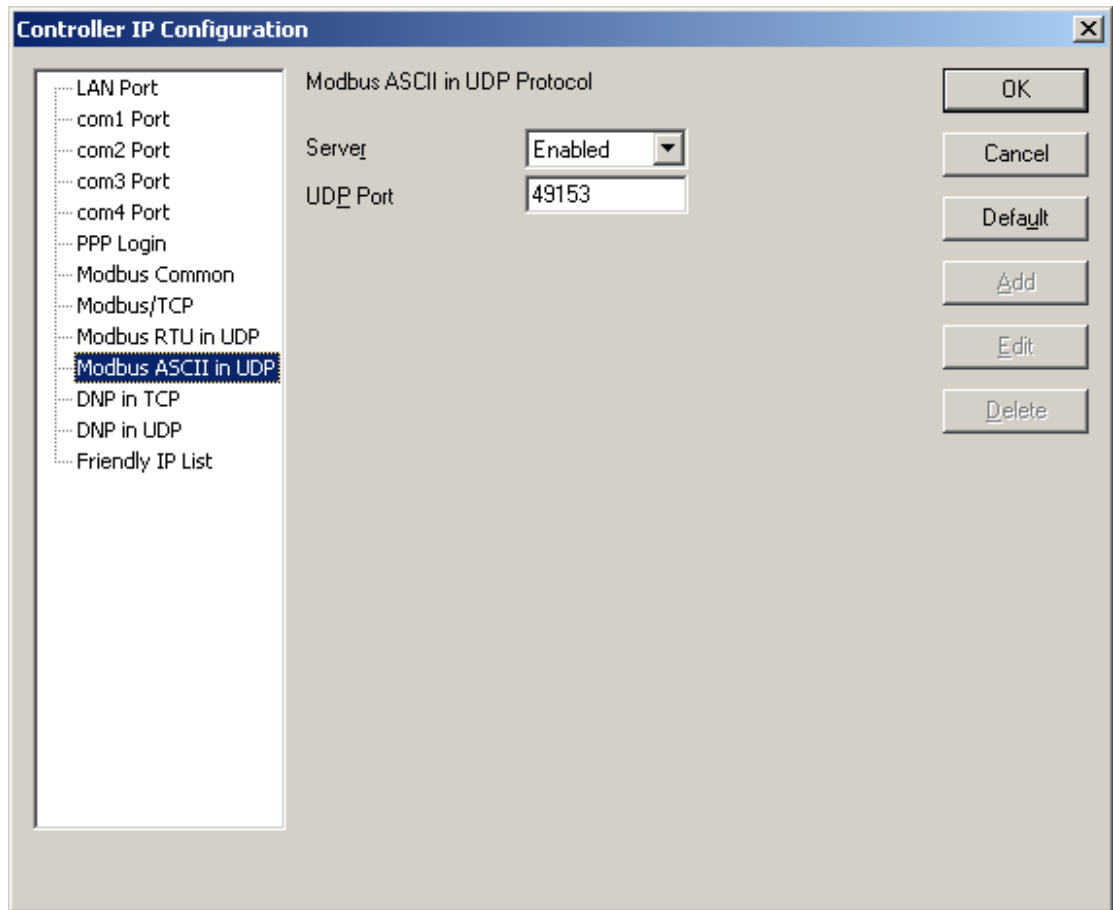 Controller IP Configuration
LAN Port
com1 Port
com2 Port
com3 Port
com4 Port
PPP Login
Modbus Common
Modbus/TCP
Modbus RTU in UDP
Modbus ASCII in UDP
DNP in TCP
DNP in UDP
Friendly IP List
Modbus ASCII in UDP Protocol
Server Enabled
UDP Port 49153
OK
Cancel
Default
Add
Edit
Delete